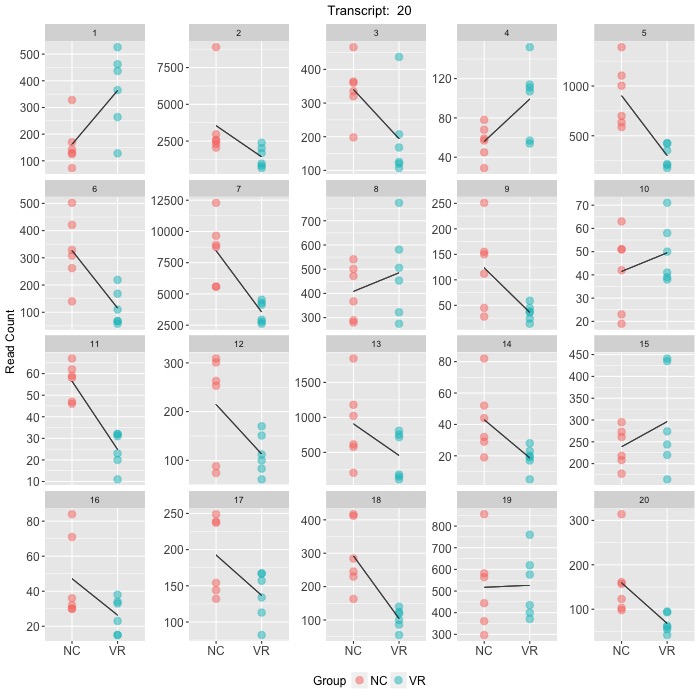 Transcript: 20
1 2 3 4 5
500 400 300 200 100
7500 5000 2500
400 300 200 100
120 80 40
1000 500
6 7 8 9 10
500 400 300 200 100
12500 10000 7500 5000 2500
700 600 500 400 300
250 200 150 100 50
70 60 50 40 30 20
Read Count
11 12 13 14 15
60 50 40 30 20 10
300 200 100
1500 1000 500
80 60 40 20
450 400 350 300 250 200
16 17 18 19 20
80 60 40 20
250 200 150 100
400 300 200 100
800 700 600 500 400 300
300 200 100
NC VR NC VR NC VR NC VR NC VR
Group NC VR